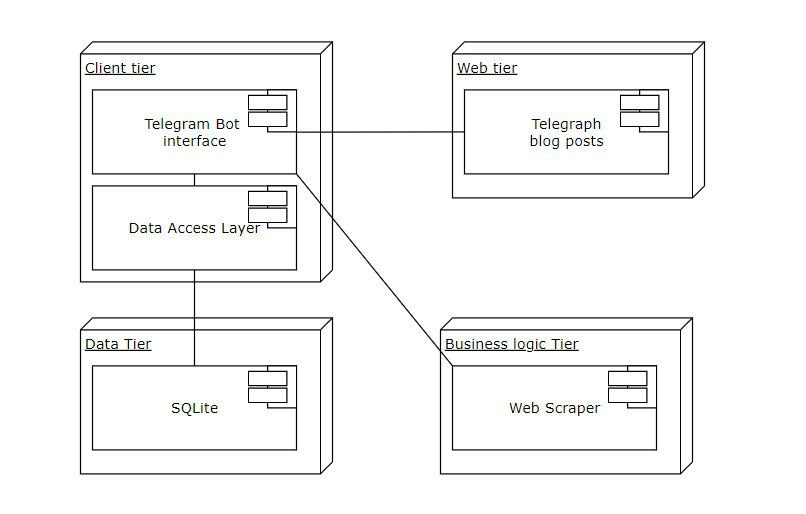 Client tier
Telegram Bot
interface
Data Access Layer
Web tier
Telegraph
blog posts
Data Tier
SQLite
Business logic Tier
Web Scraper